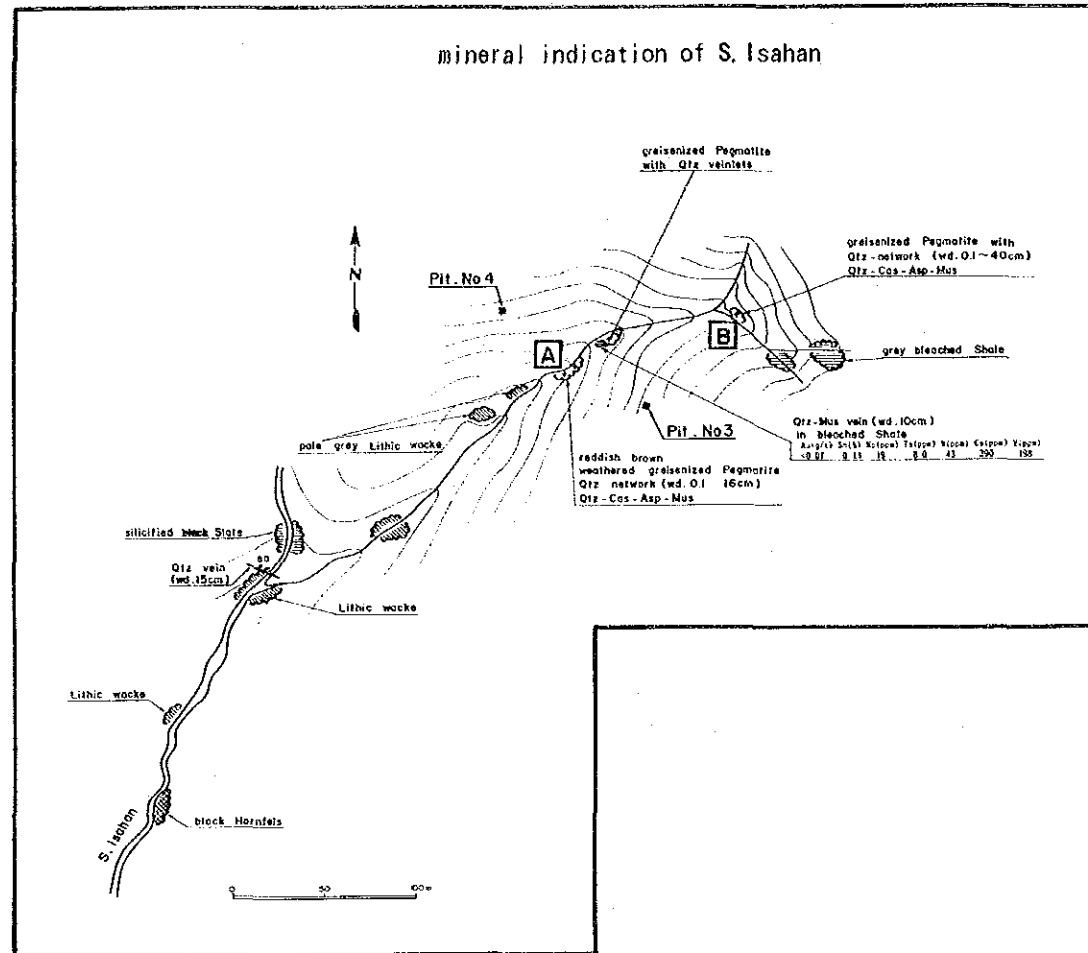 mineral indication of S. Isahan
greisenized Pegmatite
with Qtz veinlets
greisenized Pegmatite with
Qtz-network (wd. 0.1~40cm)
Qtz-Cas-Asp-Mus
N
Pit. No 4
A
B
grey bleached Shale
pale grey Lithic wacke
Pit. No3
Qtz-Mus vein (wd. 10cm)
in bleached Shale
reddish brown
weathered greisenized Pegmatite
Qtz network (wd. 0.1 16cm)
Qtz-Cas-Asp-Mus
silicified black Slate
80
Qtz vein
(wd. 15cm)
Lithic wacke
Lithic wacke
black Hornfels
S. Isahan
0 50 100m